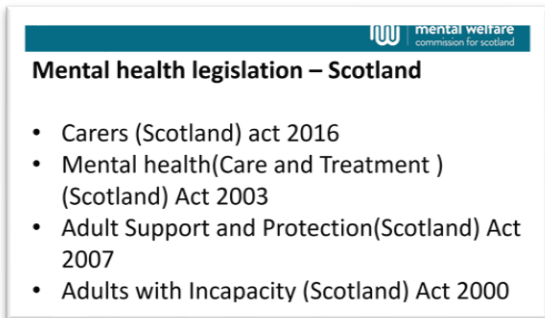 mental welfare
commission for scotland
Mental health legislation – Scotland
• Carers (Scotland) act 2016
• Mental health(Care and Treatment )
(Scotland) Act 2003
• Adult Support and Protection(Scotland) Act
2007
• Adults with Incapacity (Scotland) Act 2000